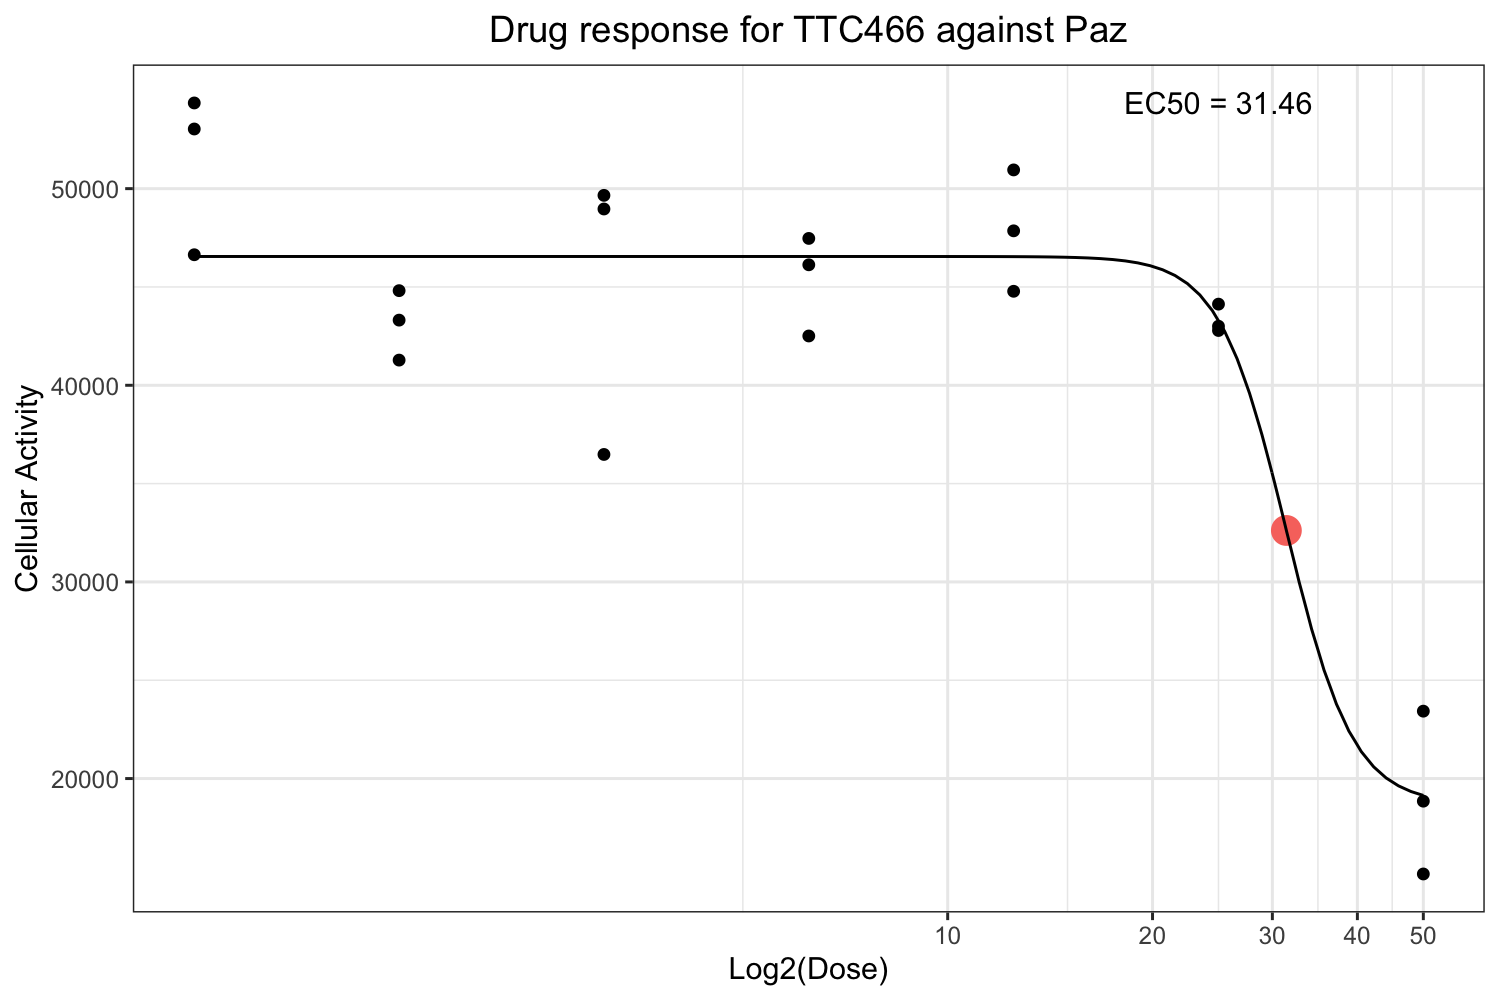 Drug response for TTC466 against Paz
EC50 = 31.46
50000
40000
30000
20000
Cellular Activity
10 20 30 40 50
Log2(Dose)